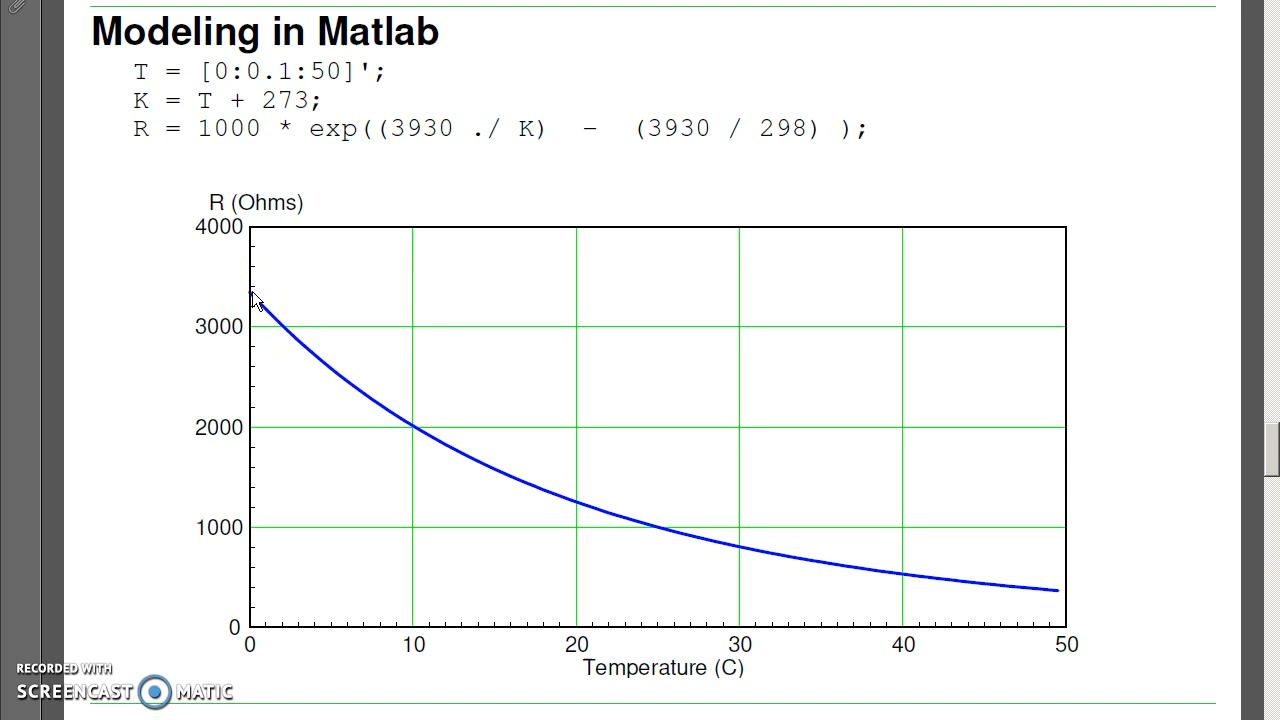 Modeling in Matlab
T = [0:0.1:50]';
K = T + 273;
R = 1000 * exp((3930 ./ K) - (3930 / 298) );
R (Ohms)
4000
3000
2000
1000
0
0 10 20 30 40 50
Temperature (C)
RECORDED WITH
SCREENCAST MATIC